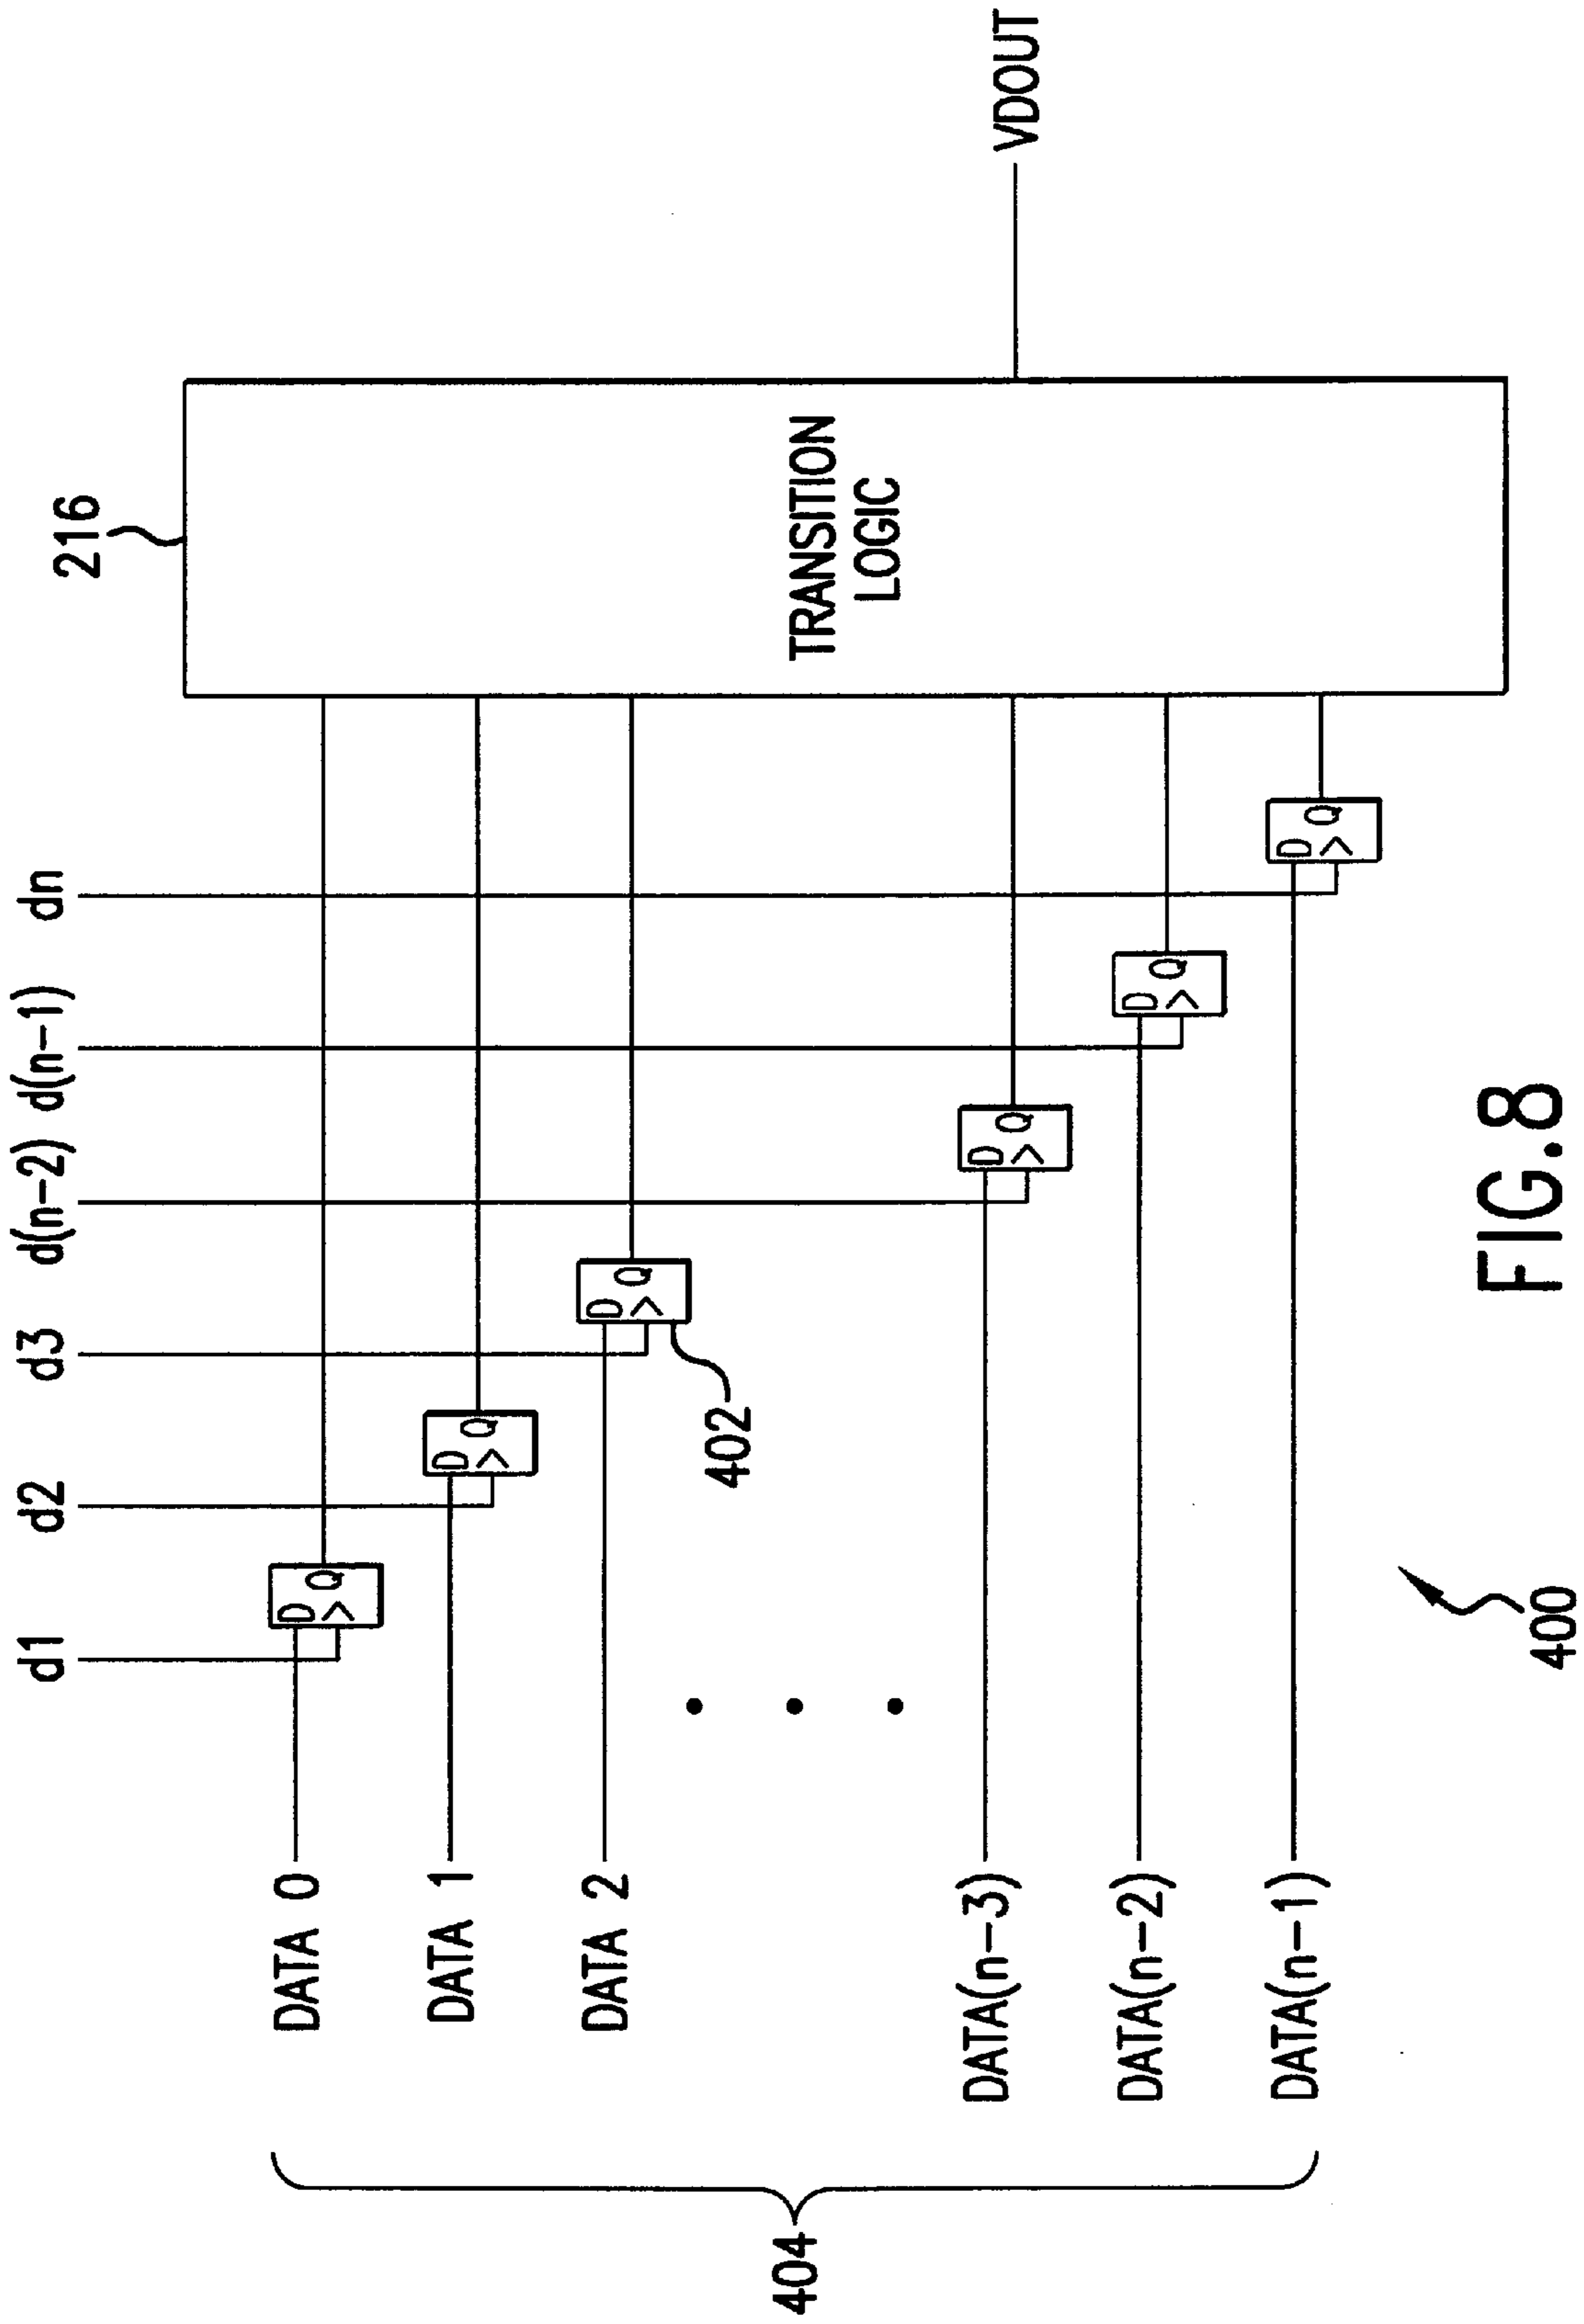 d1
d2
d3
d(n-2)
d(n-1)
dn
216
DATA 0
D
Q
DATA 1
D
Q
DATA 2
D
Q
402
TRANSITION
LOGIC
VDOUT
404
DATA(n-3)
D
Q
DATA(n-2)
D
Q
DATA(n-1)
D
Q
400
FIG.8